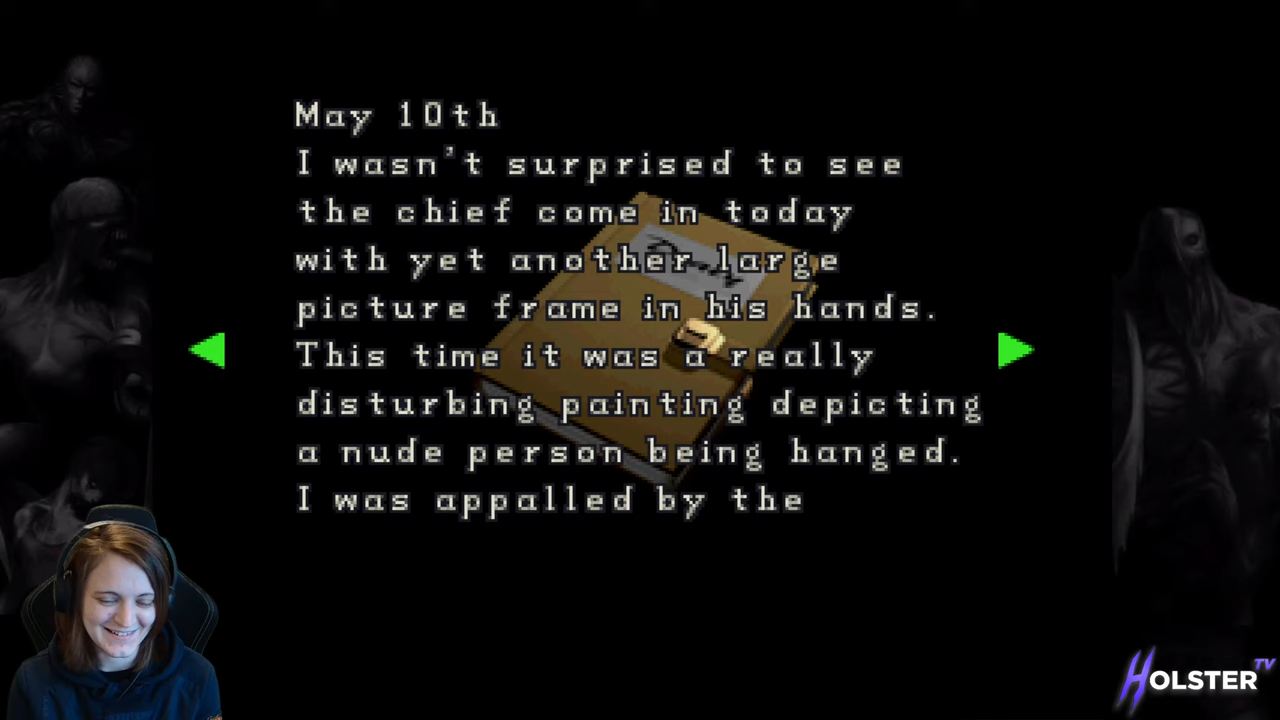 May 10th
I wasn't surprised to see
the chief come in today
with yet another large
picture frame in his hands.
This time it was a really
disturbing painting depicting
a nude person being hanged.
I was appalled by the
Diary
HOLSTER TV